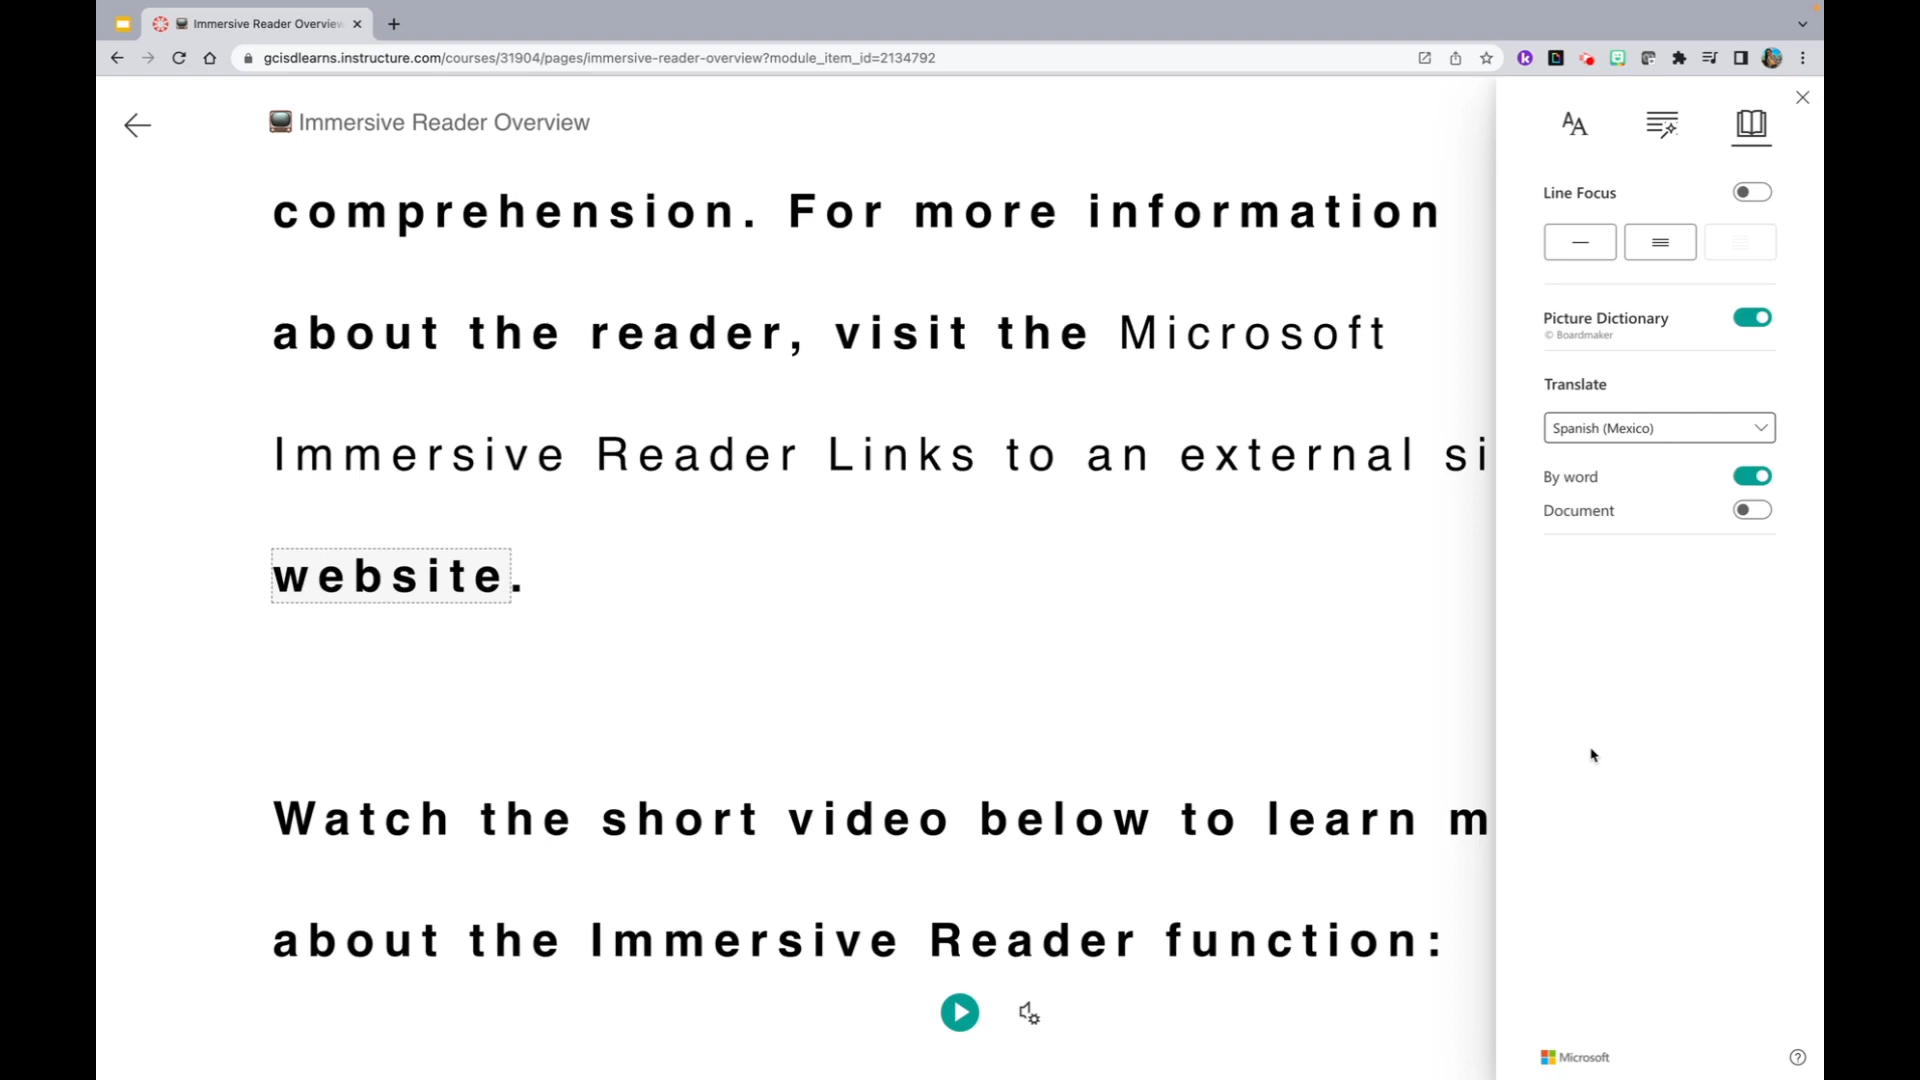 Immersive Reader Overview
gcisdlearns.instructure.com/courses/31904/pages/immersive-reader-overview?module_item_id=2134792
Immersive Reader Overview
comprehension. For more information
about the reader, visit the Microsoft
Immersive Reader Links to an external si
website.
Watch the short video below to learn m
about the Immersive Reader function:
Line Focus
Picture Dictionary
© Boardmaker
Translate
Spanish (Mexico)
By word
Document
Microsoft